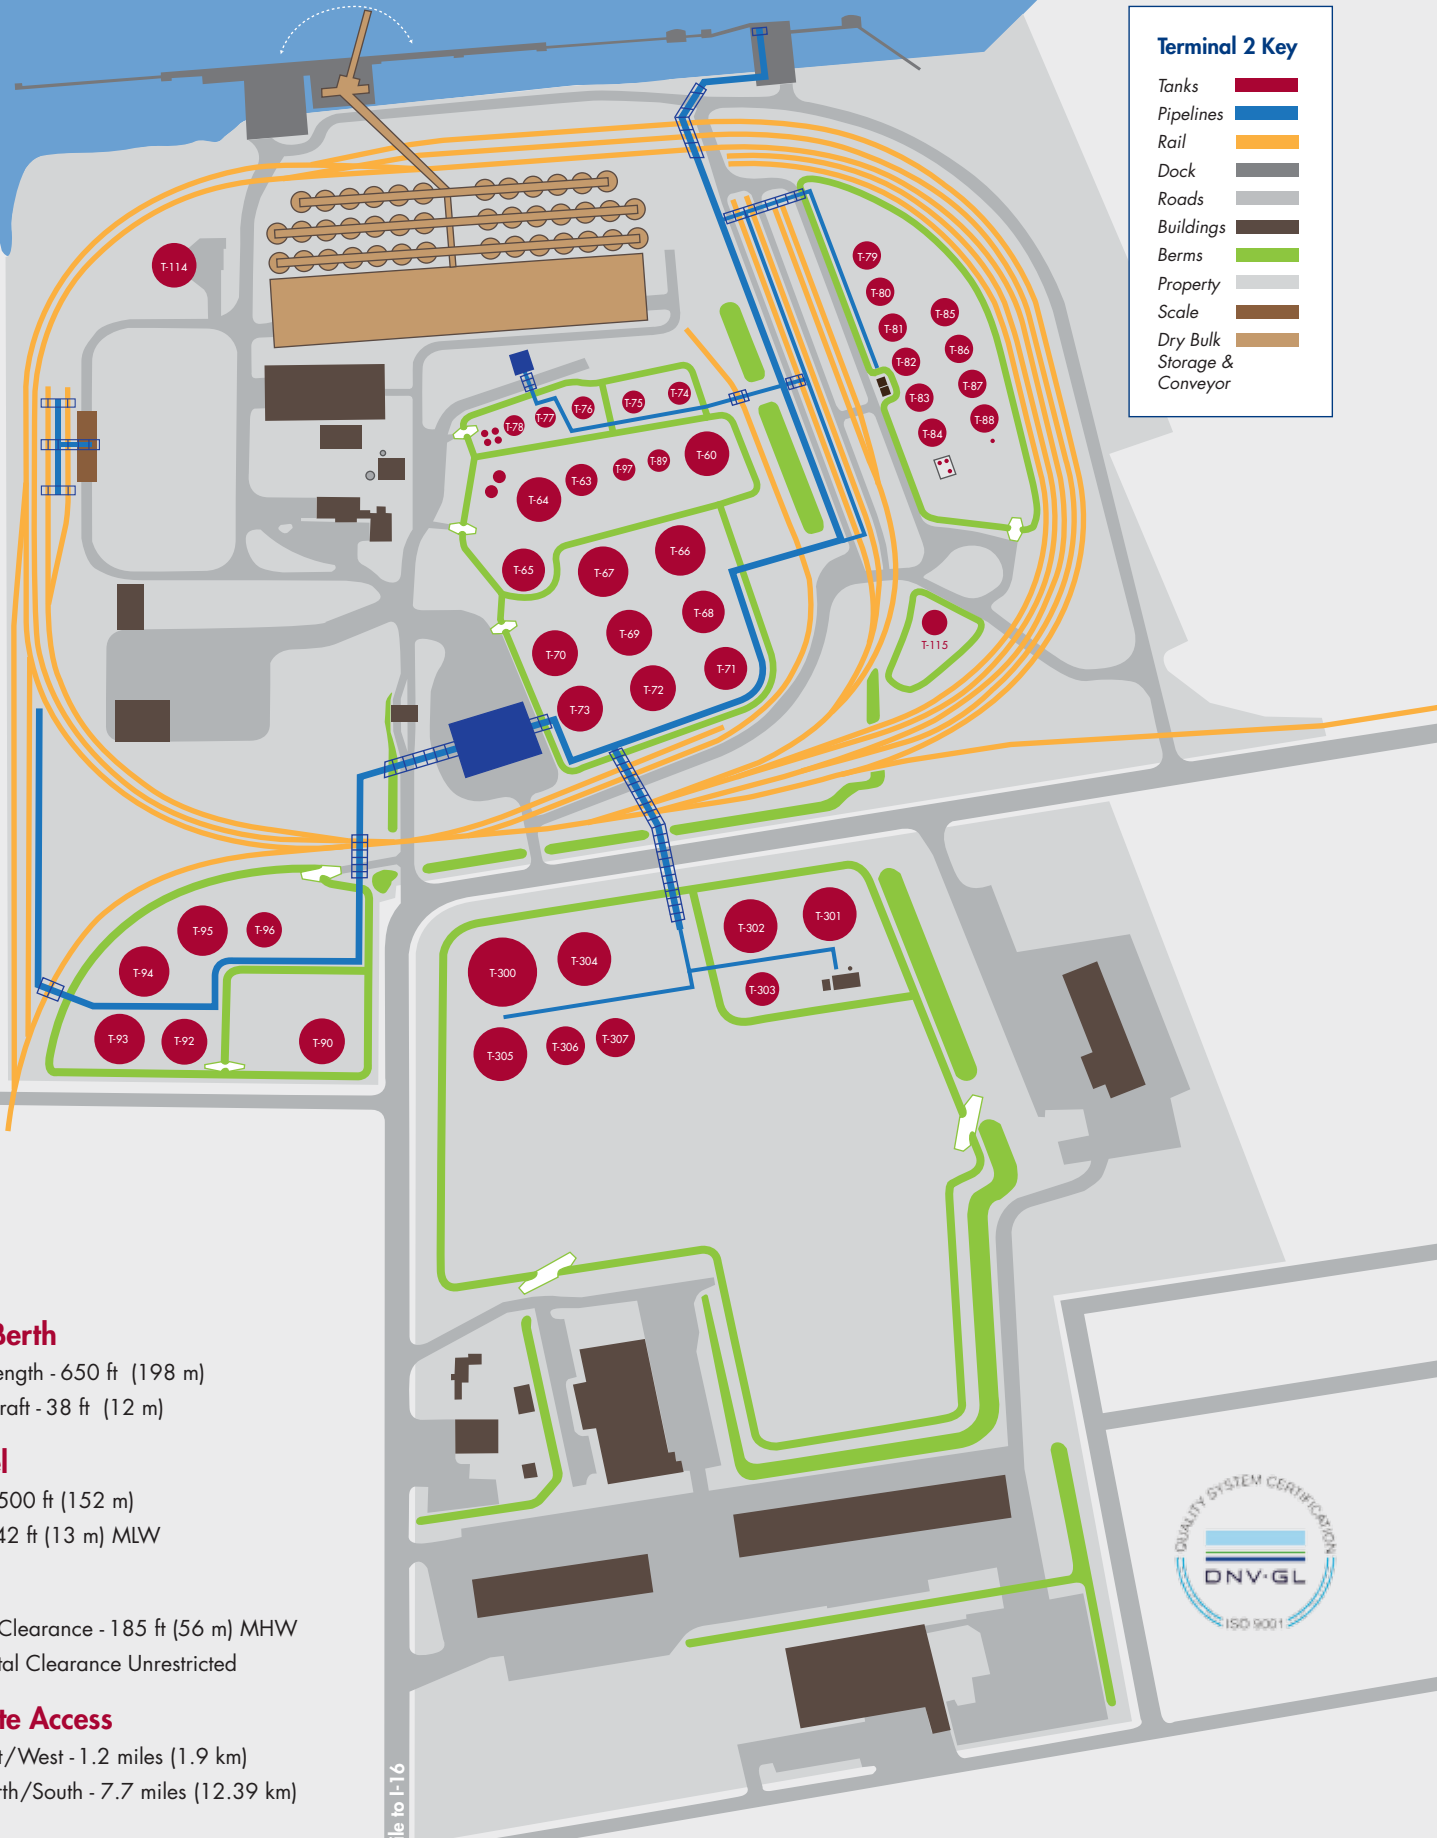 Terminal 2 Key
Tanks
Pipelines
Rail
Dock
Roads
Buildings
Berms
Property
Scale
Dry Bulk
Storage &
Conveyor
T-114
T-79
T-80
T-81
T-82
T-83
T-84
T-85
T-86
T-87
T-88
T-74
T-75
T-76
T-77
T-78
T-60
T-89
T-97
T-63
T-64
T-65
T-66
T-67
T-68
T-69
T-70
T-71
T-72
T-73
T-115
T-95
T-96
T-94
T-93
T-92
T-90
T-300
T-304
T-302
T-301
T-303
T-305
T-306
T-307
Berth
ength - 650 ft (198 m)
raft - 38 ft (12 m)
el
500 ft (152 m)
42 ft (13 m) MLW
Clearance - 185 ft (56 m) MHW
tal Clearance Unrestricted
te Access
t/West - 1.2 miles (1.9 km)
rth/South - 7.7 miles (12.39 km)
ile to I-16
QUALITY SYSTEM CERTIFICATION
DNV·GL
ISO 9001